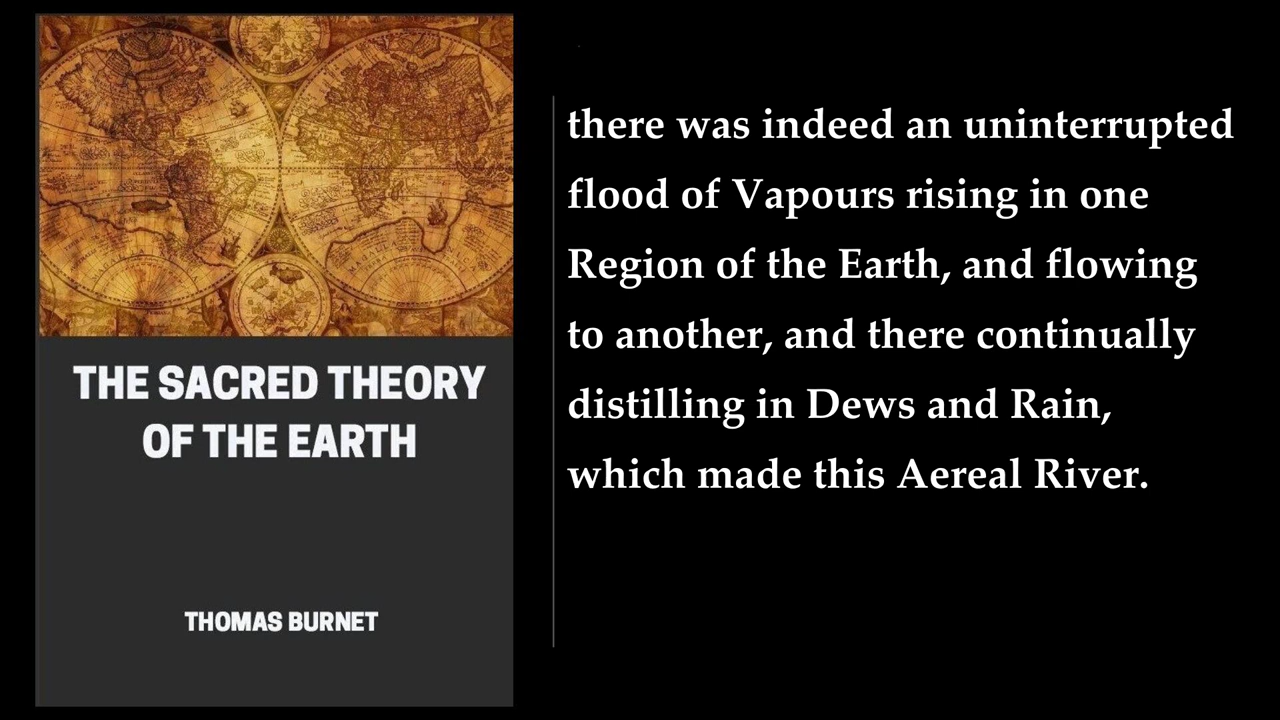 THE SACRED THEORY
OF THE EARTH
THOMAS BURNET
there was indeed an uninterrupted
flood of Vapours rising in one
Region of the Earth, and flowing
to another, and there continually
distilling in Dews and Rain,
which made this Aereal River.